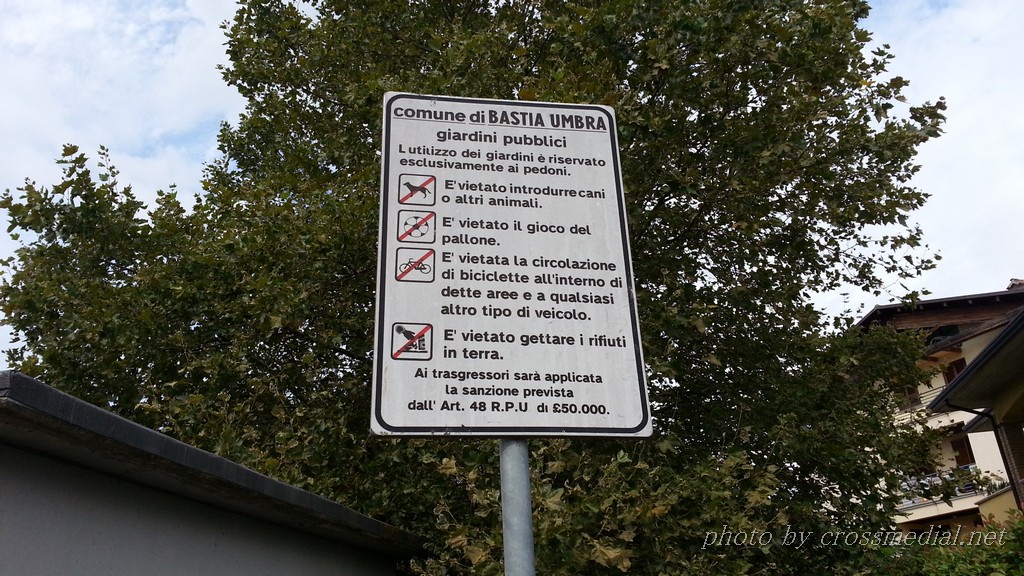 comune di BASTIA UMBRA
giardini pubblici
L utilizzo dei giardini è riservato
esclusivamente ai pedoni.
E' vietato introdurre cani
o altri animali.
E' vietato il gioco del
pallone.
E' vietata la circolazione
di biciclette all'interno di
dette aree e a qualsiasi
altro tipo di veicolo.
E' vietato gettare i rifiuti
in terra.
Ai trasgressori sarà applicata
la sanzione prevista
dall' Art. 48 R.P.U di £50.000.
photo by crossmedial.net